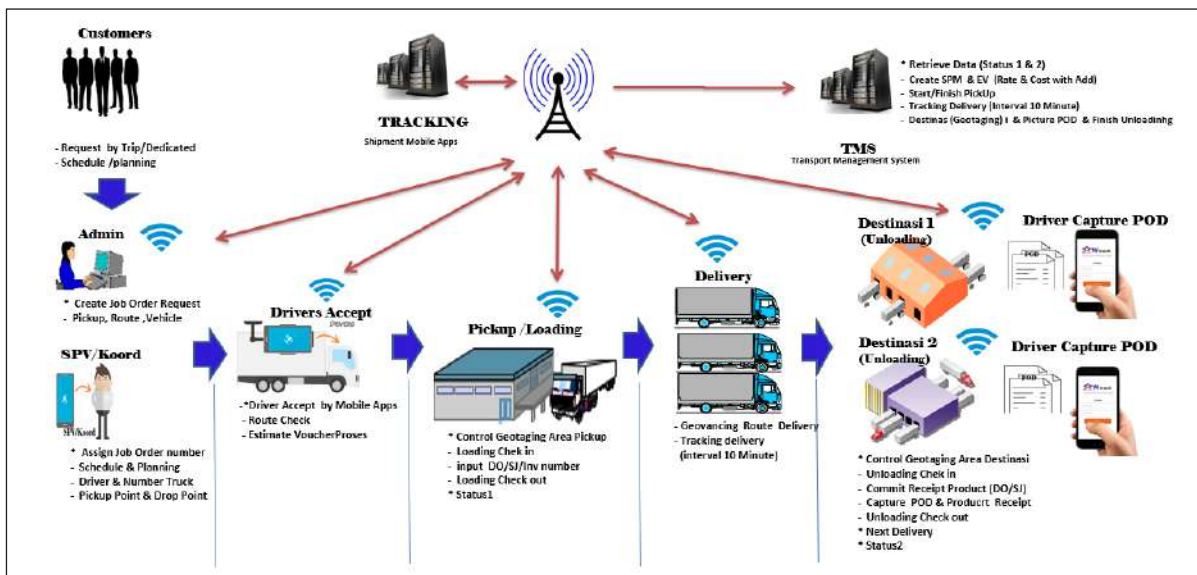 Customers
- Request by Trip/Dedicated
- Schedule /planning
TRACKING
Shipment Mobile Apps
* Retrieve Data (Status 1 & 2)
- Create SPM & EV (Rate & Cost with Add)
- Start/Finish PickUp
- Tracking Delivery (Interval 10 Minute)
- Destinas (Geotaging) 1 & Picture POD & Finish Unloadinhg
TMS
Transport Management System
Admin
* Create Job Order Request
- Pickup, Route ,Vehicle
SPV/Koord
SPV/Koord
* Assign Job Order number
- Schedule & Planning
- Driver & Number Truck
- Pickup Point & Drop Point
Drivers Accept
-*Driver Accept by Mobile Apps
- Route Check
- Estimate VoucherProses
Pickup /Loading
* Control Geotaging Area Pickup
- Loading Chek in
- input DO/SJ/Inv number
- Loading Check out
* Status1
Delivery
- Geovancing Route Delivery
- Tracking delivery
(interval 10 Minute)
Destinasi 1
(Unloading)
Driver Capture POD
POD
Destinasi 2
(Unloading)
Driver Capture POD
POD
* Control Geotaging Area Destinasi
- Unloading Chek in
- Commit Receipt Product (DO/SJ)
- Capture POD & Producrt Receipt
- Unloading Check out
* Next Delivery
* Status2